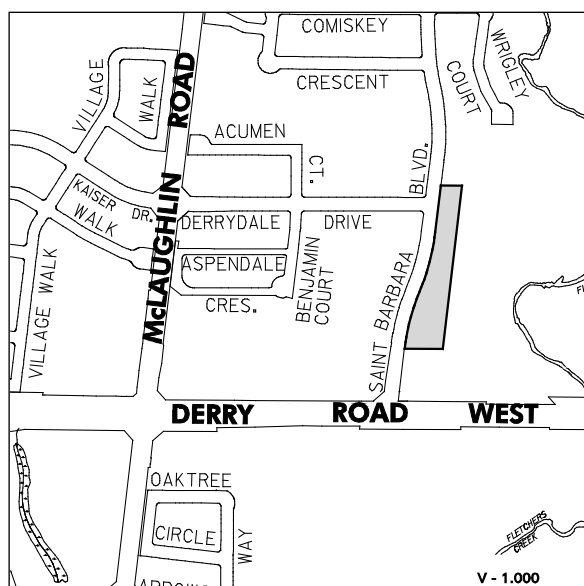 COMISKEY
CRESCENT
COURT
WRIGLEY
VILLAGE
WALK
McLAUGHLIN ROAD
ACUMEN
CT.
BLVD.
KAISER DR.
WALK
DERRYDALE DRIVE
ASPENDALE
CRES.
BENJAMIN
COURT
SAINT BARBARA
VILLAGE WALK
DERRY ROAD WEST
OAKTREE
CIRCLE
WAY
FLETCHERS
CREEK
V - 1.000